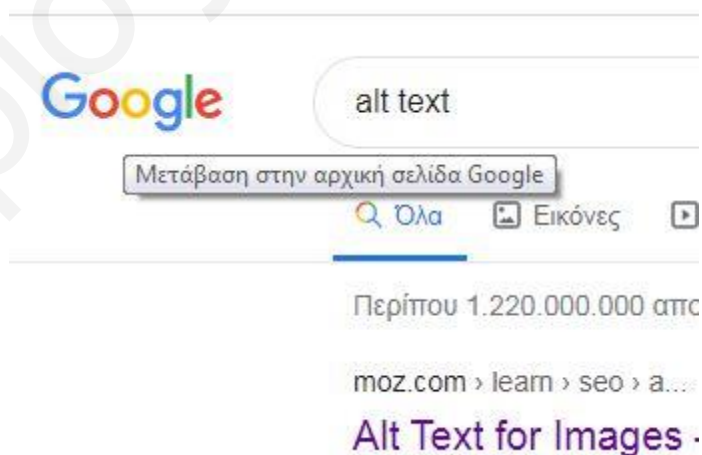 Google
alt text
Μετάβαση στην αρχική σελίδα Google
Όλα Εικόνες
Περίπου 1.220.000.000 απο
moz.com › learn › seo › a...
Alt Text for Images -